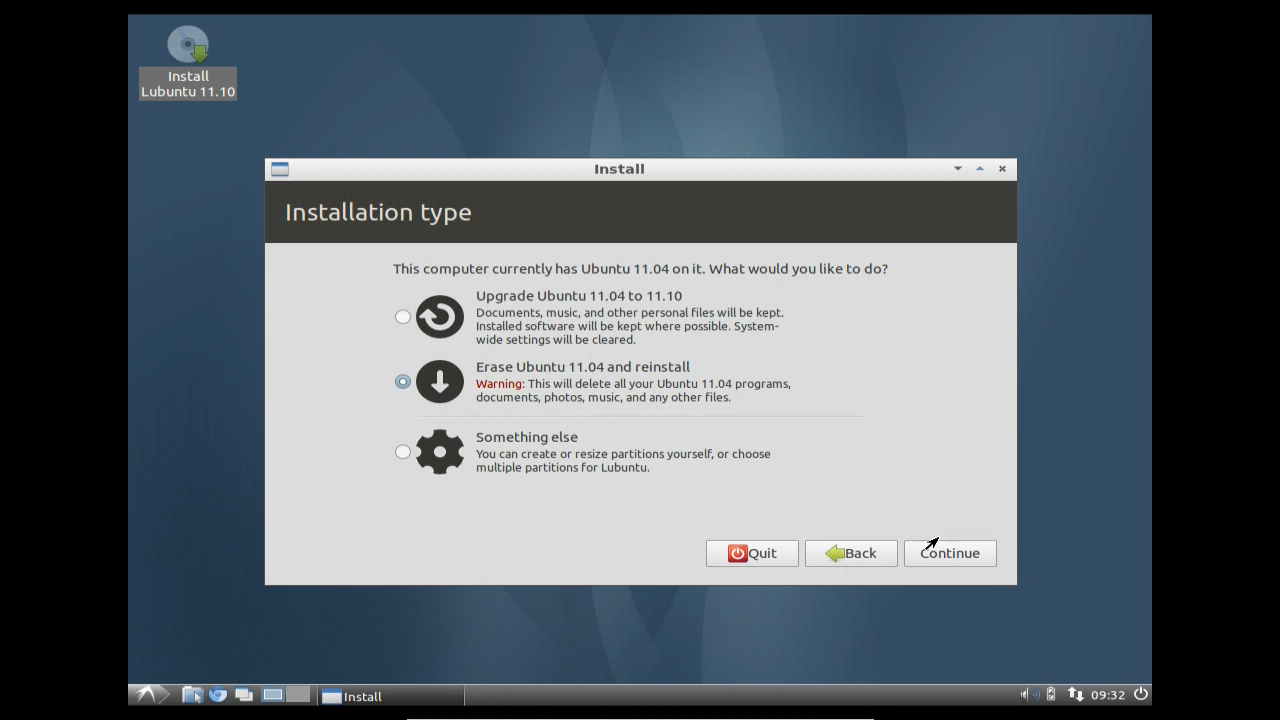 Install
Lubuntu 11.10
Install
Installation type
This computer currently has Ubuntu 11.04 on it. What would you like to do?
Upgrade Ubuntu 11.04 to 11.10
Documents, music, and other personal files will be kept.
Installed software will be kept where possible. System-
wide settings will be cleared.
Erase Ubuntu 11.04 and reinstall
Warning: This will delete all your Ubuntu 11.04 programs,
documents, photos, music, and any other files.
Something else
You can create or resize partitions yourself, or choose
multiple partitions for Lubuntu.
Quit
Back
Continue
Install
09:32